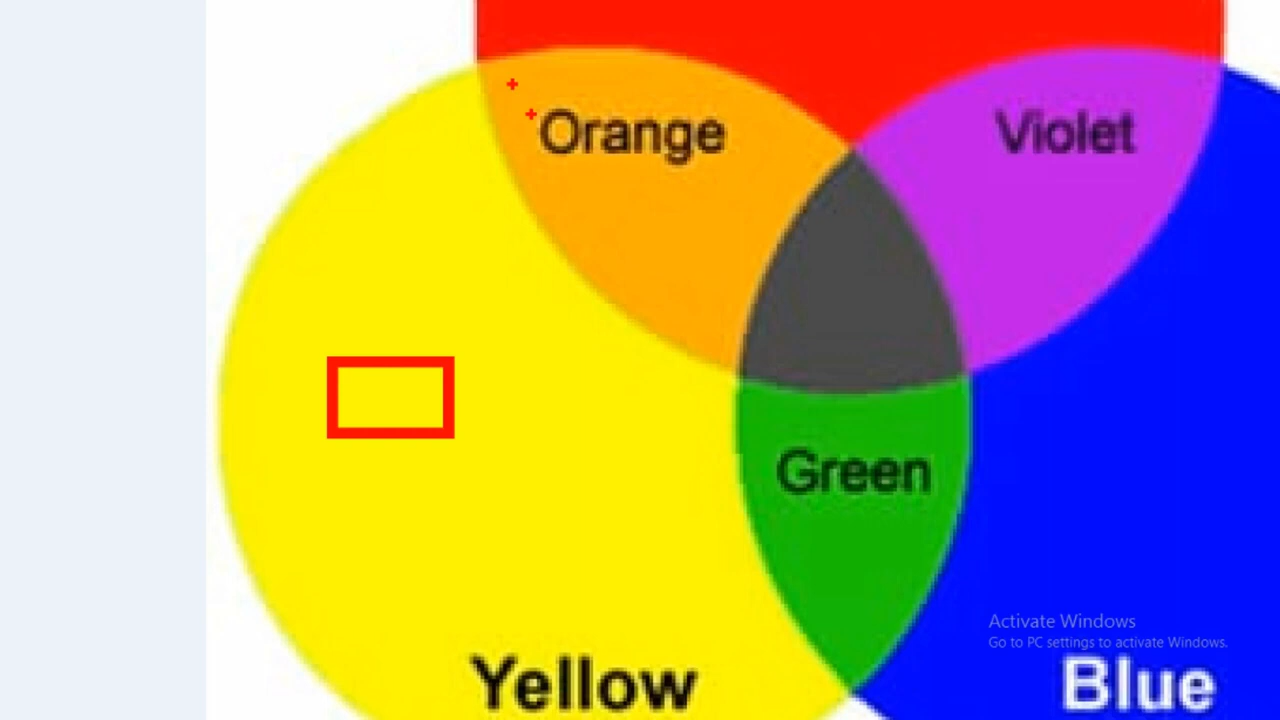 Orange
Violet
Green
Activate Windows
Go to PC settings to activate Windows.
Yellow
Blue